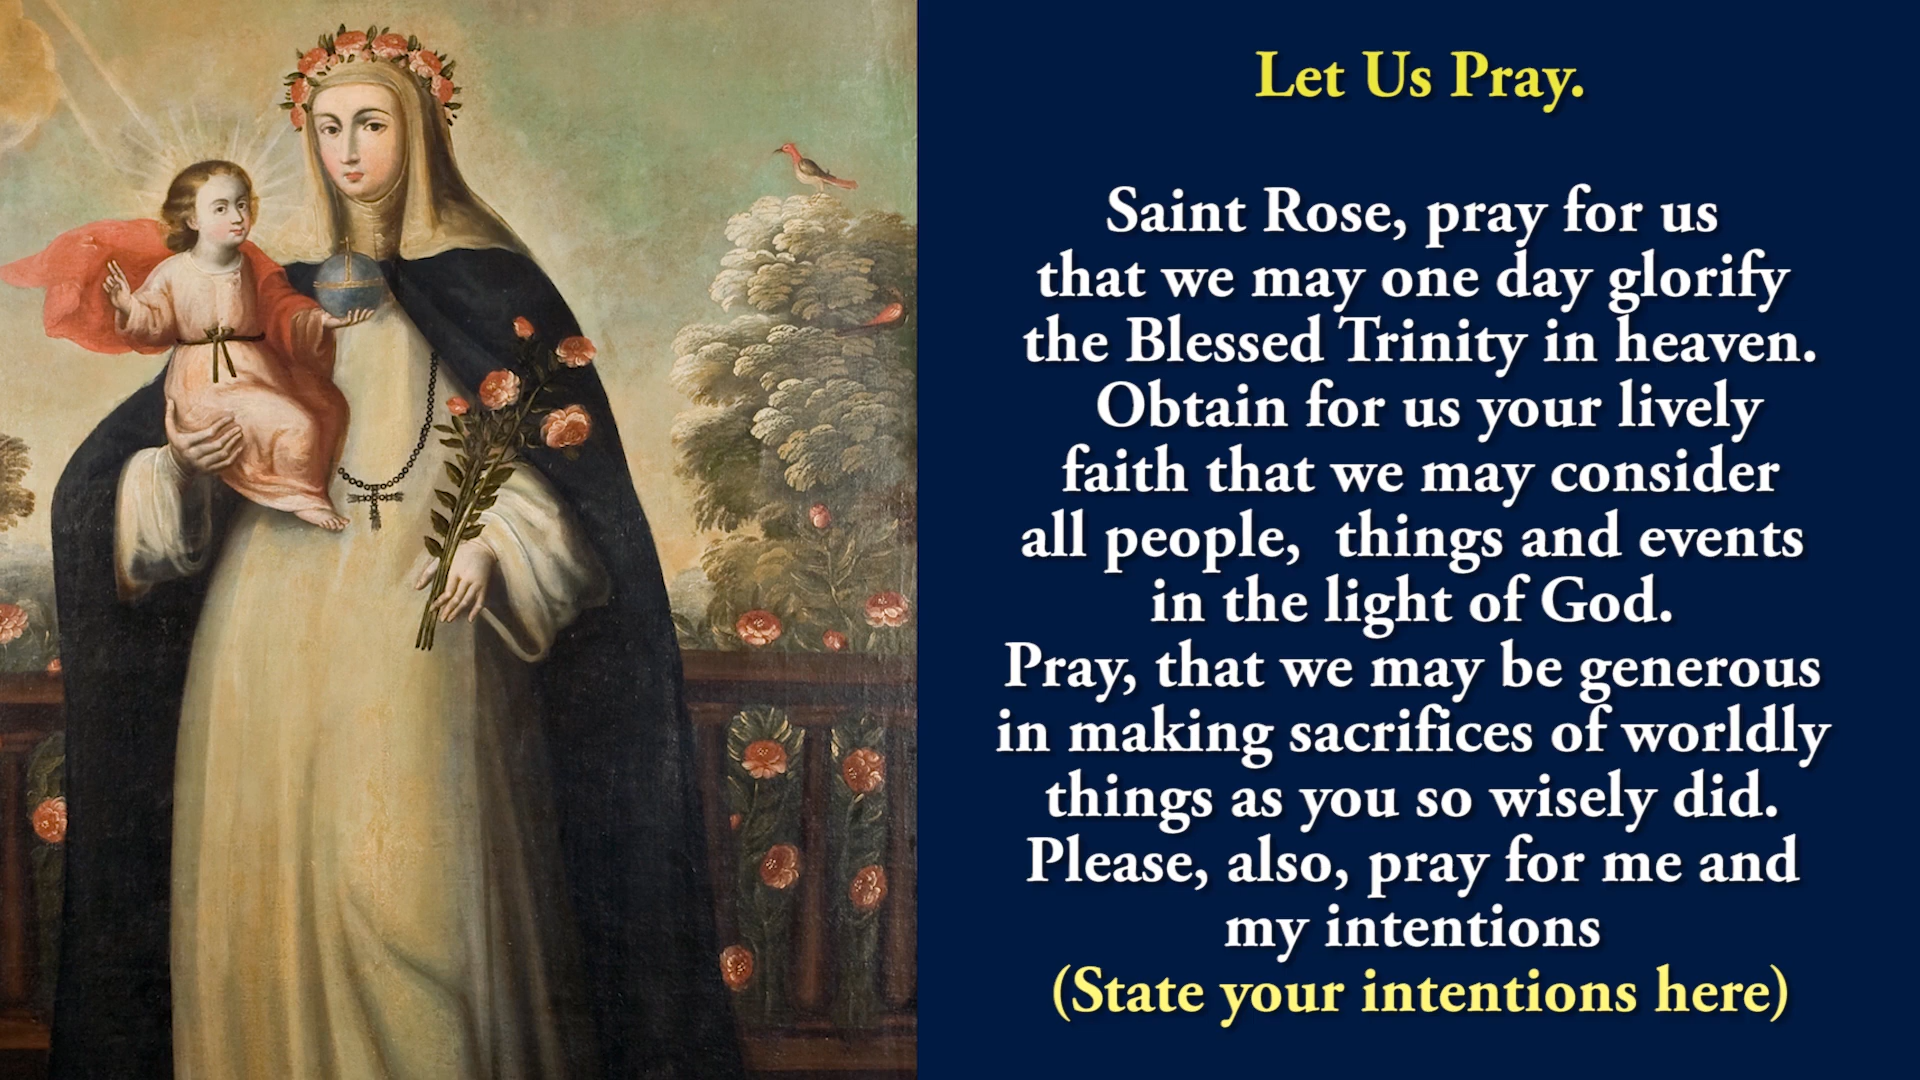 Let Us Pray.
Saint Rose, pray for us
that we may one day glorify
the Blessed Trinity in heaven.
Obtain for us your lively
faith that we may consider
all people,  things and events
in the light of God.
Pray, that we may be generous
in making sacrifices of worldly
things as you so wisely did.
Please, also, pray for me and
my intentions
(State your intentions here)